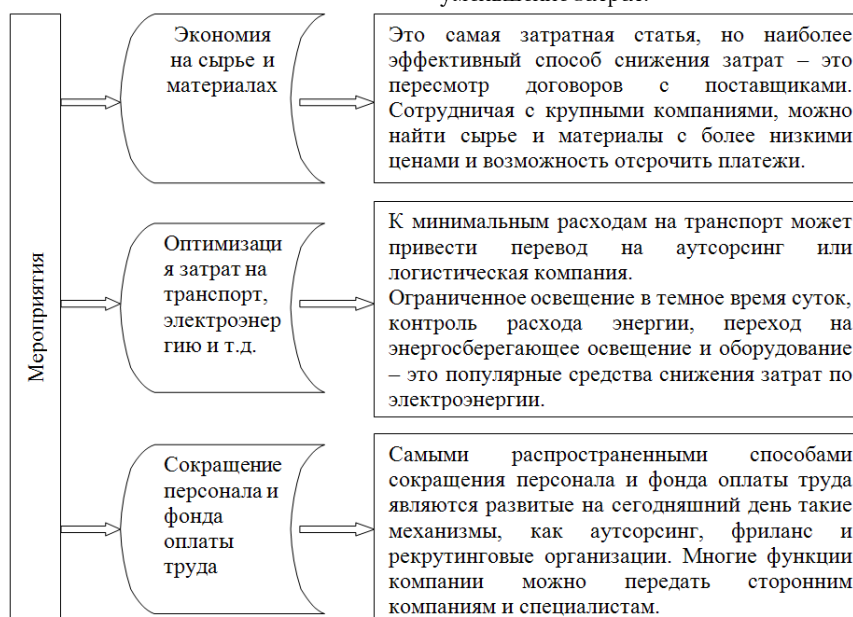 уменьшение затрат.
Мероприятия
Экономия
на сырье и
материалах
Это самая затратная статья, но наиболее
эффективный способ снижения затрат – это
пересмотр договоров с поставщиками.
Сотрудничая с крупными компаниями, можно
найти сырье и материалы с более низкими
ценами и возможность отсрочить платежи.
Оптимизаци
я затрат на
транспорт,
электроэнер
гию и т.д.
К минимальным расходам на транспорт может
привести перевод на аутсорсинг или
логистическая компания.
Ограниченное освещение в темное время суток,
контроль расхода энергии, переход на
энергосберегающее освещение и оборудование
– это популярные средства снижения затрат по
электроэнергии.
Сокращение
персонала и
фонда
оплаты
труда
Самыми распространенными способами
сокращения персонала и фонда оплаты труда
являются развитые на сегодняшний день такие
механизмы, как аутсорсинг, фриланс и
рекрутинговые организации. Многие функции
компании можно передать сторонним
компаниям и специалистам.